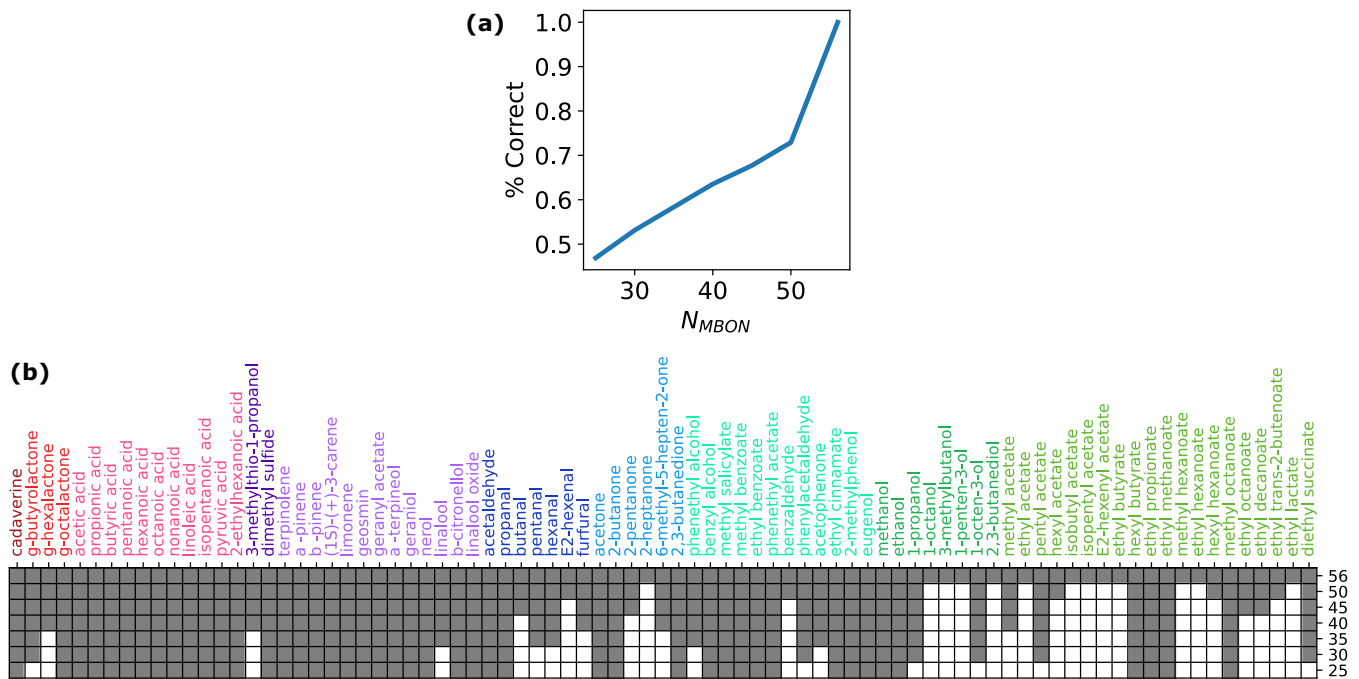 (a)
% Correct
1.0
0.9
0.8
0.7
0.6
0.5
30
40
50
N_MBON
(b)
cadaverine
g-butyrolactone
g-hexalactone
g-octalactone
acetic acid
propionic acid
butyric acid
pentanoic acid
hexanoic acid
octanoic acid
nonanoic acid
linoleic acid
isopentanoic acid
pyruvic acid
2-ethylhexanoic acid
3-methylthio-1-propanol
dimethyl sulfide
terpinolene
a -pinene
b -pinene
(1S)-(+)-3-carene
limonene
geosmin
geranyl acetate
a -terpineol
geraniol
nerol
linalool
b-citronellol
linalool oxide
acetaldehyde
propanal
butanal
pentanal
hexanal
E2-hexenal
furfural
acetone
2-butanone
2-pentanone
2-heptanone
6-methyl-5-hepten-2-one
2,3-butanedione
phenethyl alcohol
benzyl alcohol
methyl salicylate
methyl benzoate
ethyl benzoate
phenethyl acetate
benzaldehyde
phenylacetaldehyde
acetophenone
ethyl cinnamate
2-methylphenol
eugenol
methanol
ethanol
1-propanol
1-octanol
3-methylbutanol
1-penten-3-ol
1-octen-3-ol
2,3-butanediol
methyl acetate
ethyl acetate
pentyl acetate
hexyl acetate
isobutyl acetate
isopentyl acetate
E2-hexenyl acetate
ethyl butyrate
hexyl butyrate
ethyl propionate
ethyl methanoate
methyl hexanoate
ethyl hexanoate
hexyl hexanoate
methyl octanoate
ethyl octanoate
ethyl decanoate
ethyl trans-2-butenoate
ethyl lactate
diethyl succinate
56
50
45
40
35
30
25